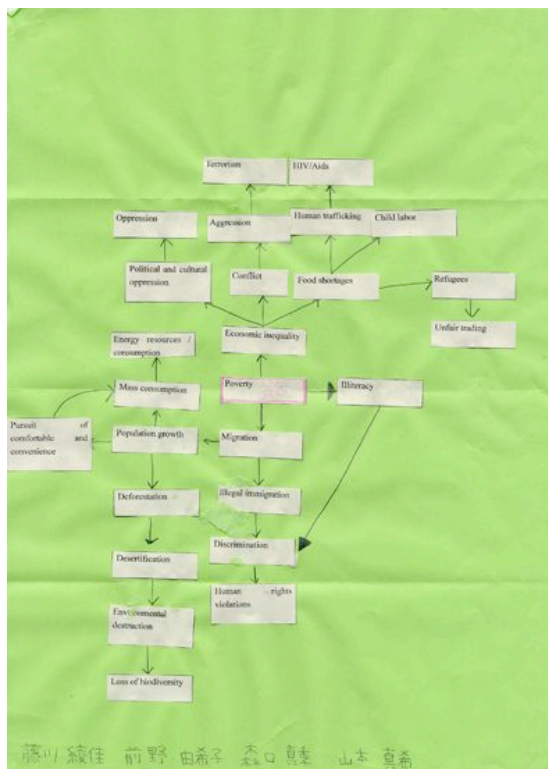 Terrorism
HIV/Aids
Oppression
Aggression
Human trafficking
Child labor
Political and cultural
oppression
Conflict
Food shortages
Refugees
Economic inequality
Unfair trading
Energy resources /
consumption
Mass consumption
Poverty
Illiteracy
Pursuit of
comfortable and
convenience
Population growth
Migration
Deforestation
Illegal immigration
Desertification
Discrimination
Human rights
violations
Environmental
destruction
Loss of biodiversity
藤川 綾佳 前野 由希子 森口 真季 山本 真希